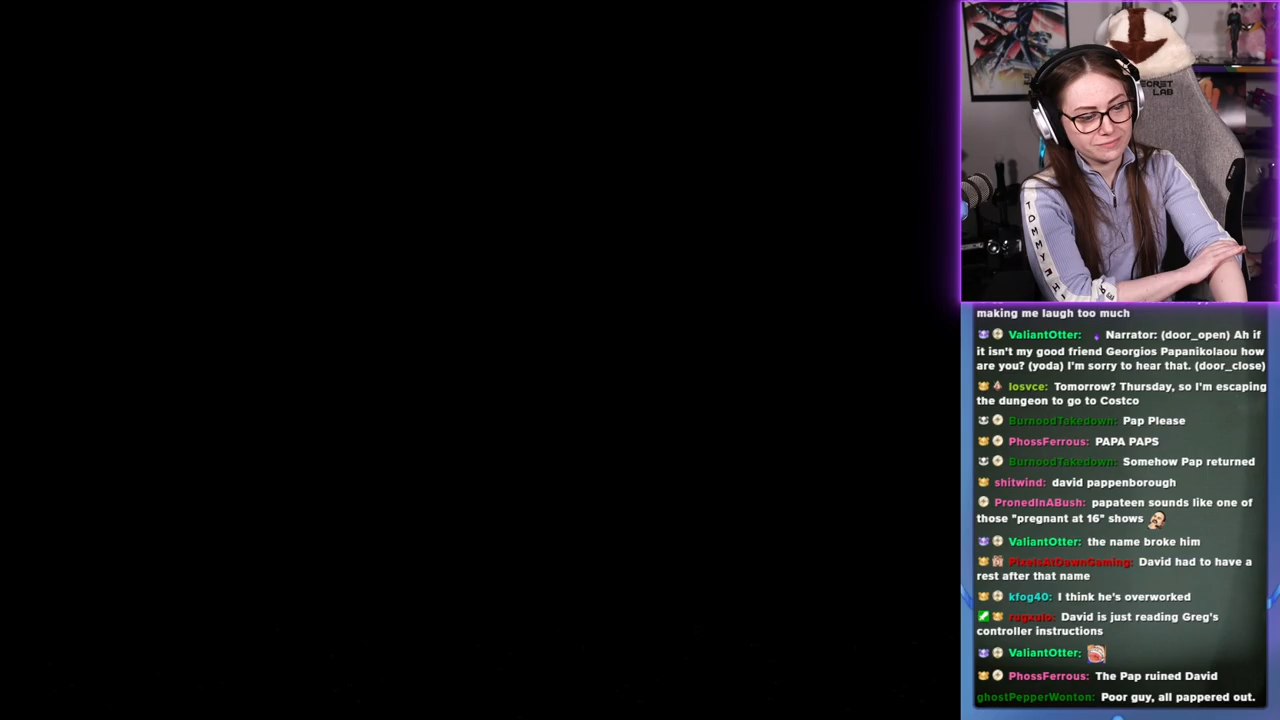 ECRET
LAB
TOMMY H
making me laugh too much
ValiantOtter: Narrator: (door_open) Ah if
it isn't my good friend Georgios Papanikolaou how
are you? (yoda) I'm sorry to hear that. (door_close)
losvce: Tomorrow? Thursday, so I'm escaping
the dungeon to go to Costco
BurnoodTakedown: Pap Please
PhossFerrous: PAPA PAPS
BurnoodTakedown: Somehow Pap returned
shitwind: david pappenborough
PronedInABush: papateen sounds like one of
those "pregnant at 16" shows
ValiantOtter: the name broke him
PixelsAtDawnGaming: David had to have a
rest after that name
kfog40: I think he's overworked
rugxulo: David is just reading Greg's
controller instructions
ValiantOtter:
PhossFerrous: The Pap ruined David
ghostPepperWonton: Poor guy, all pappered out.